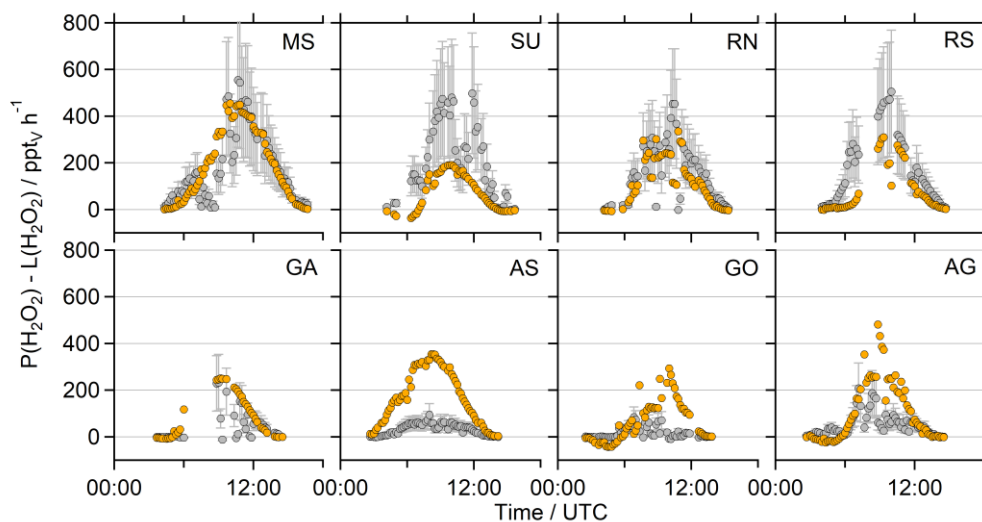 P(H₂O₂) - L(H₂O₂) / pptᵥ h⁻¹
800
600
400
200
0
MS
SU
RN
RS
800
600
400
200
0
GA
AS
GO
AG
00:00 12:00 00:00 12:00 00:00 12:00 00:00 12:00 00:00
Time / UTC